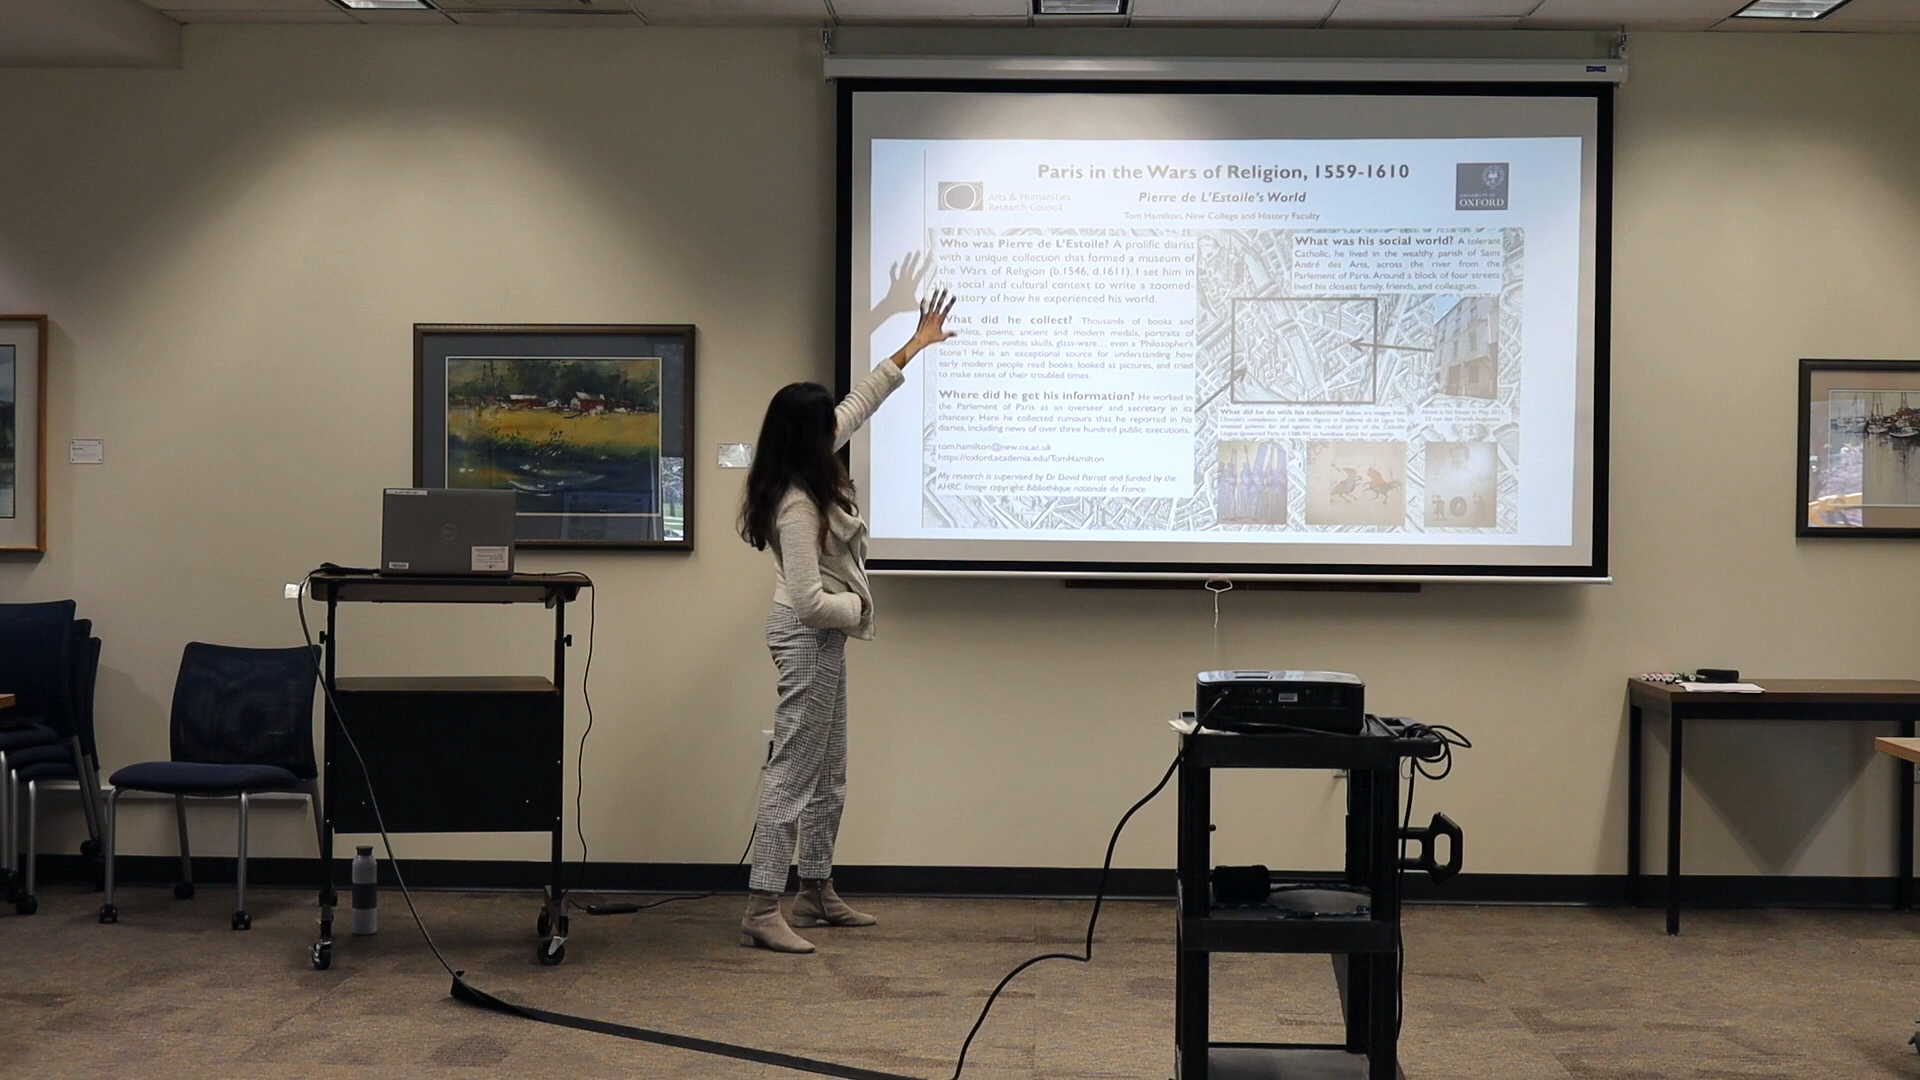 Paris in the Wars of Religion, 1559-1610
Pierre de L'Estoile's World
Tom Hamilton, New College and History Faculty
Arts & Humanities
Research Council
UNIVERSITY OF
OXFORD
Who was Pierre de L'Estoile? A prolific diarist
with a unique collection that formed a museum of
the Wars of Religion (b.1546, d.1611). I set him in
his social and cultural context to write a zoomed-
history of how he experienced his world.
What did he collect? Thousands of books and
poems, ancient and modern medals, portraits of
men, skulls, glass-ware... even a 'Philosopher's
Stone'! He is an exceptional source for understanding how
early modern people read books, looked at pictures, and tried
to make sense of their troubled times.
Where did he get his information? He worked in
the Parlement of Paris as an overseer and secretary in its
chancery. Here he collected rumours that he reported in his
diaries, including news of over three hundred public executions.
tom.hamilton@new.ox.ac.uk
https://oxford.academia.edu/TomHamilton
My research is supervised by Dr David Parrott and funded by the
AHRC. Image copyright: Bibliothèque nationale de France.
What was his social world? A tolerant
Catholic, he lived in the wealthy parish of Saint
André des Arts, across the river from the
Parlement of Paris. Around a block of four streets
lived his closest family, friends, and colleagues.
What did he do with his collection? Below are images from